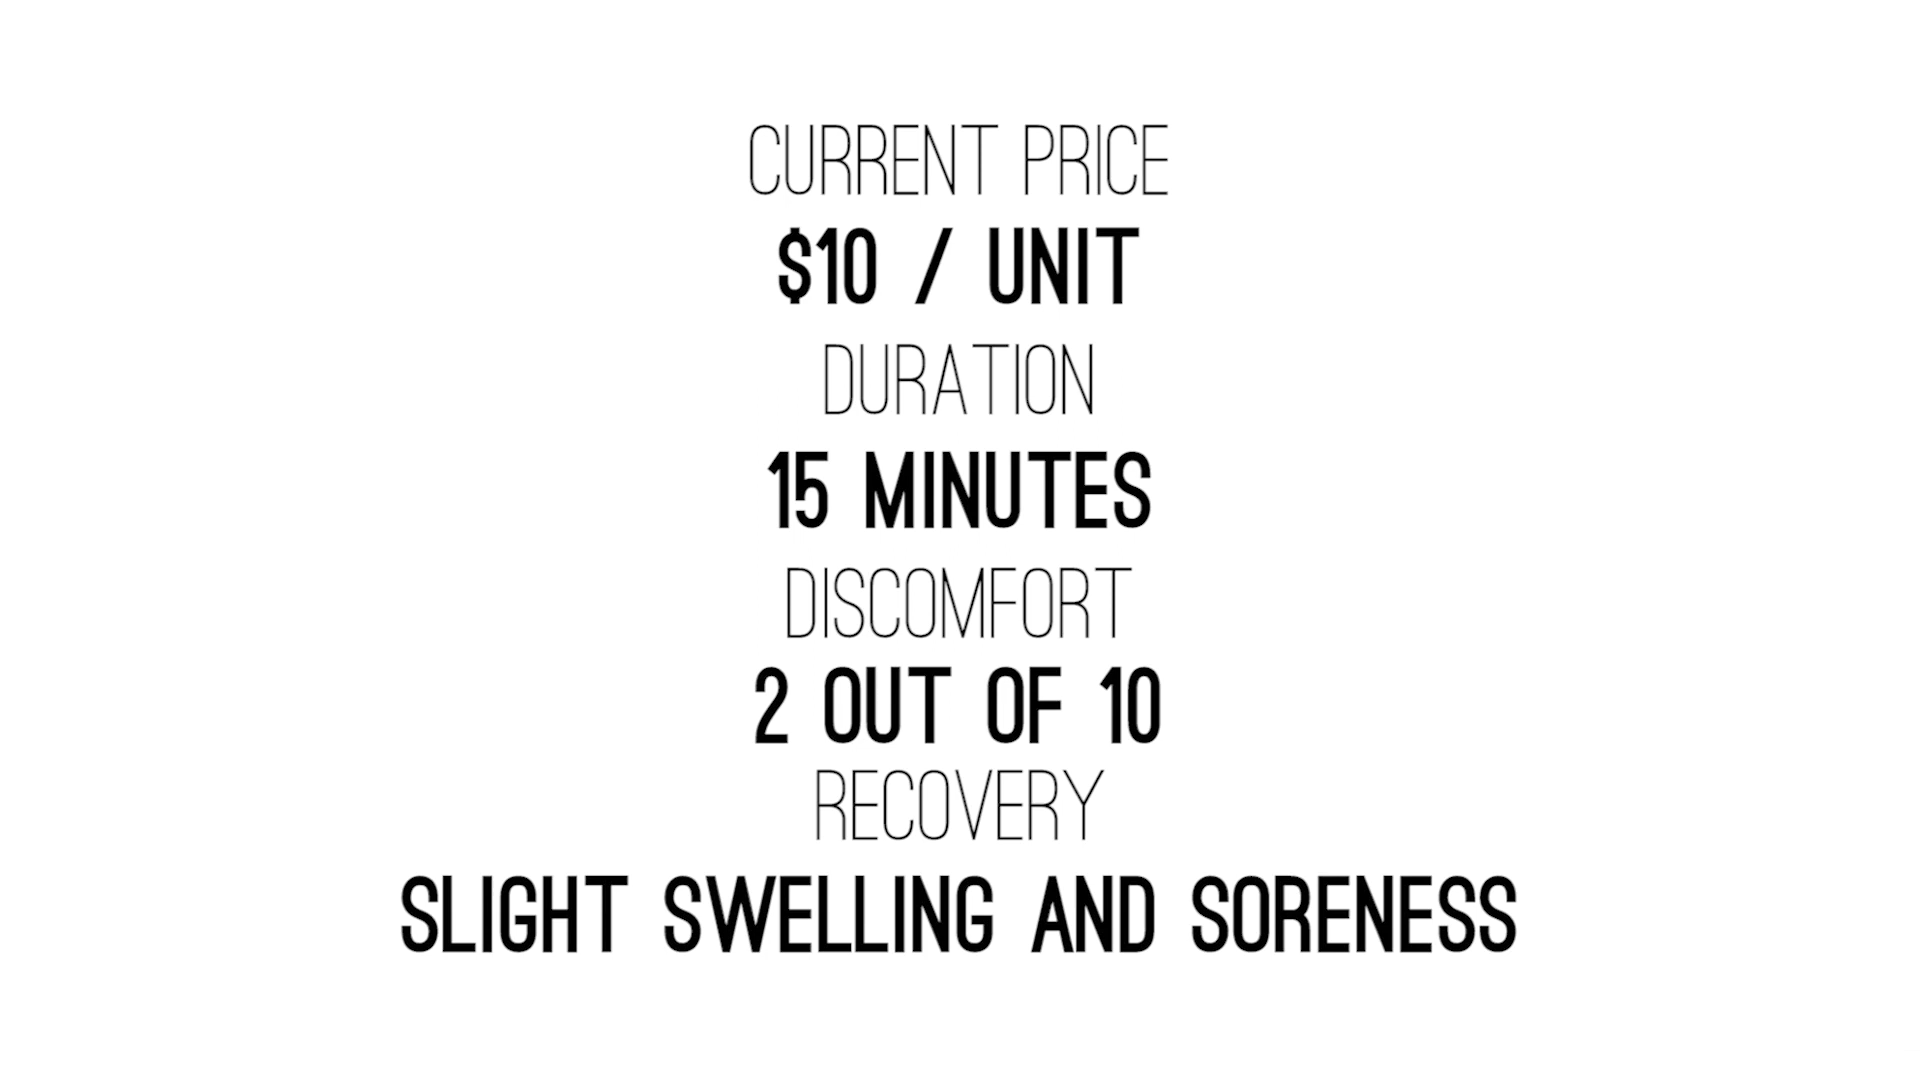 CURRENT PRICE
$10 / UNIT
DURATION
15 MINUTES
DISCOMFORT
2 OUT OF 10
RECOVERY
SLIGHT SWELLING AND SORENESS